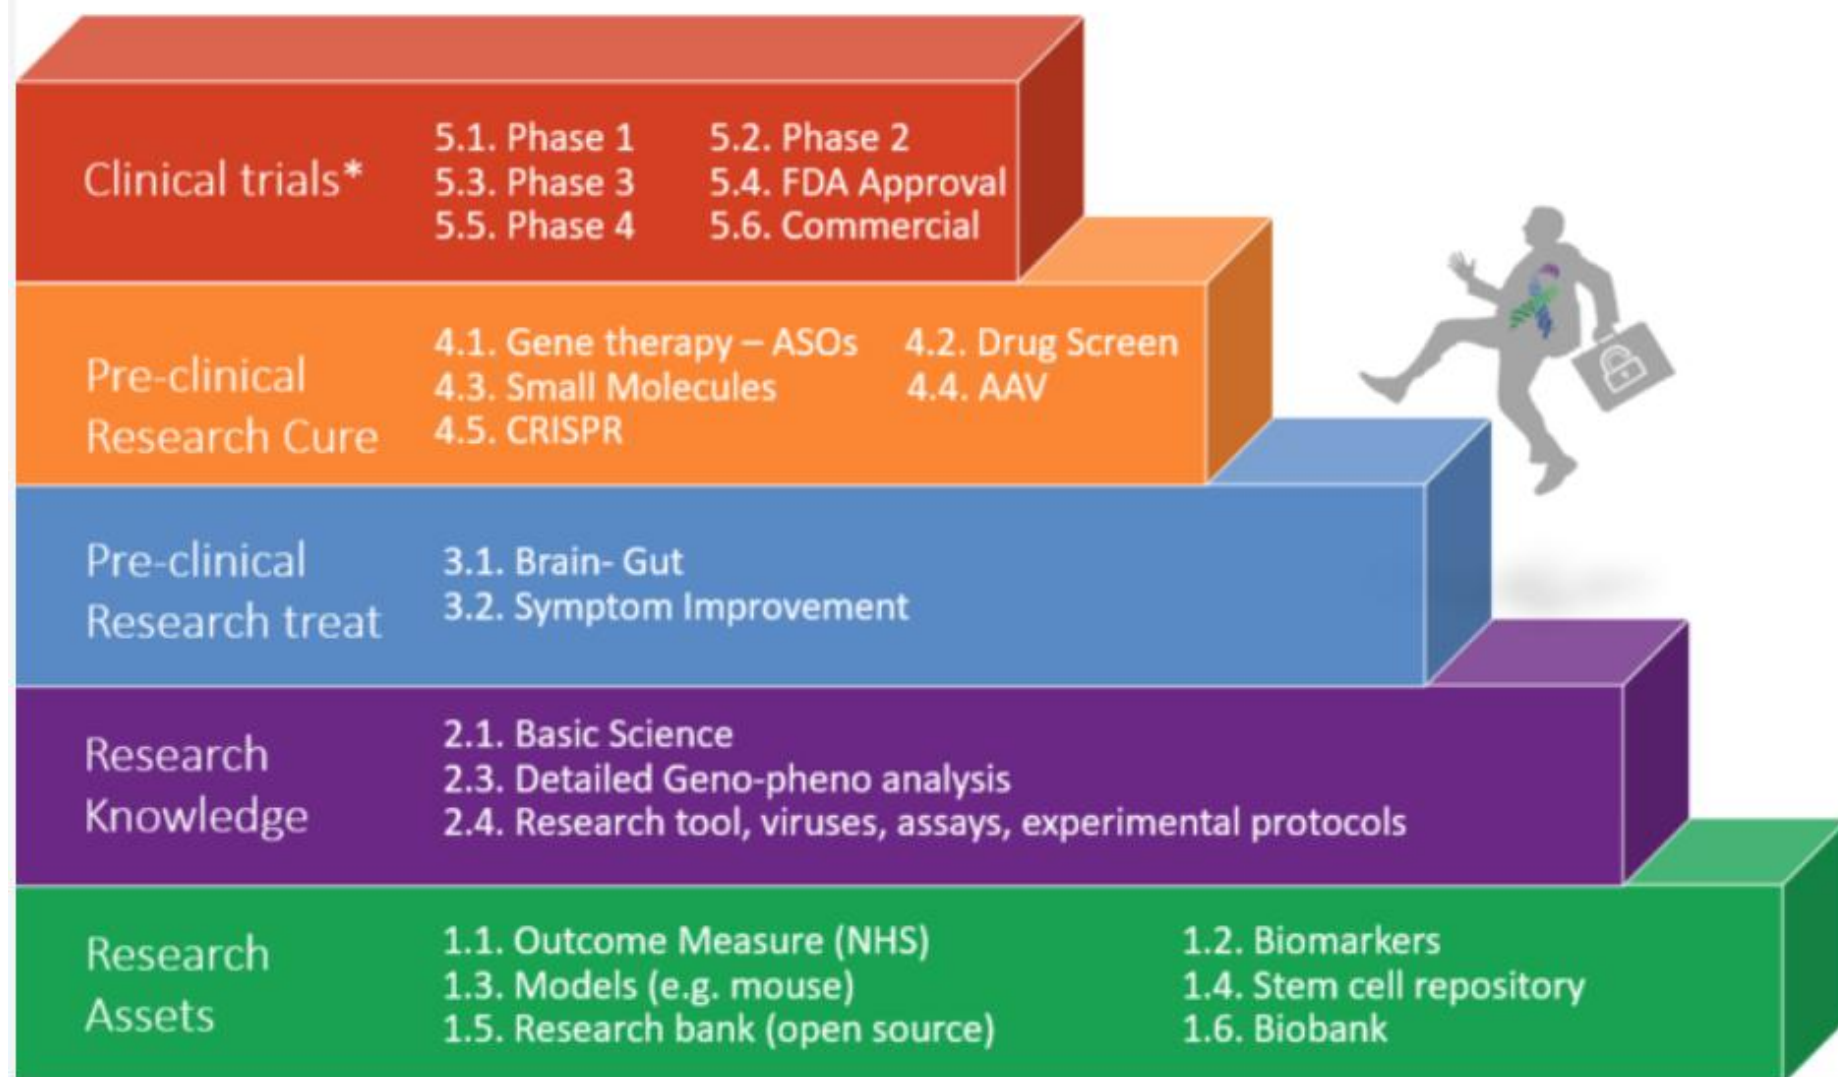 Clinical trials*
5.1. Phase 1 5.2. Phase 2
5.3. Phase 3 5.4. FDA Approval
5.5. Phase 4 5.6. Commercial
Pre-clinical
Research Cure
4.1. Gene therapy – ASOs 4.2. Drug Screen
4.3. Small Molecules 4.4. AAV
4.5. CRISPR
Pre-clinical
Research treat
3.1. Brain- Gut
3.2. Symptom Improvement
Research
Knowledge
2.1. Basic Science
2.3. Detailed Geno-pheno analysis
2.4. Research tool, viruses, assays, experimental protocols
Research
Assets
1.1. Outcome Measure (NHS) 1.2. Biomarkers
1.3. Models (e.g. mouse) 1.4. Stem cell repository
1.5. Research bank (open source) 1.6. Biobank